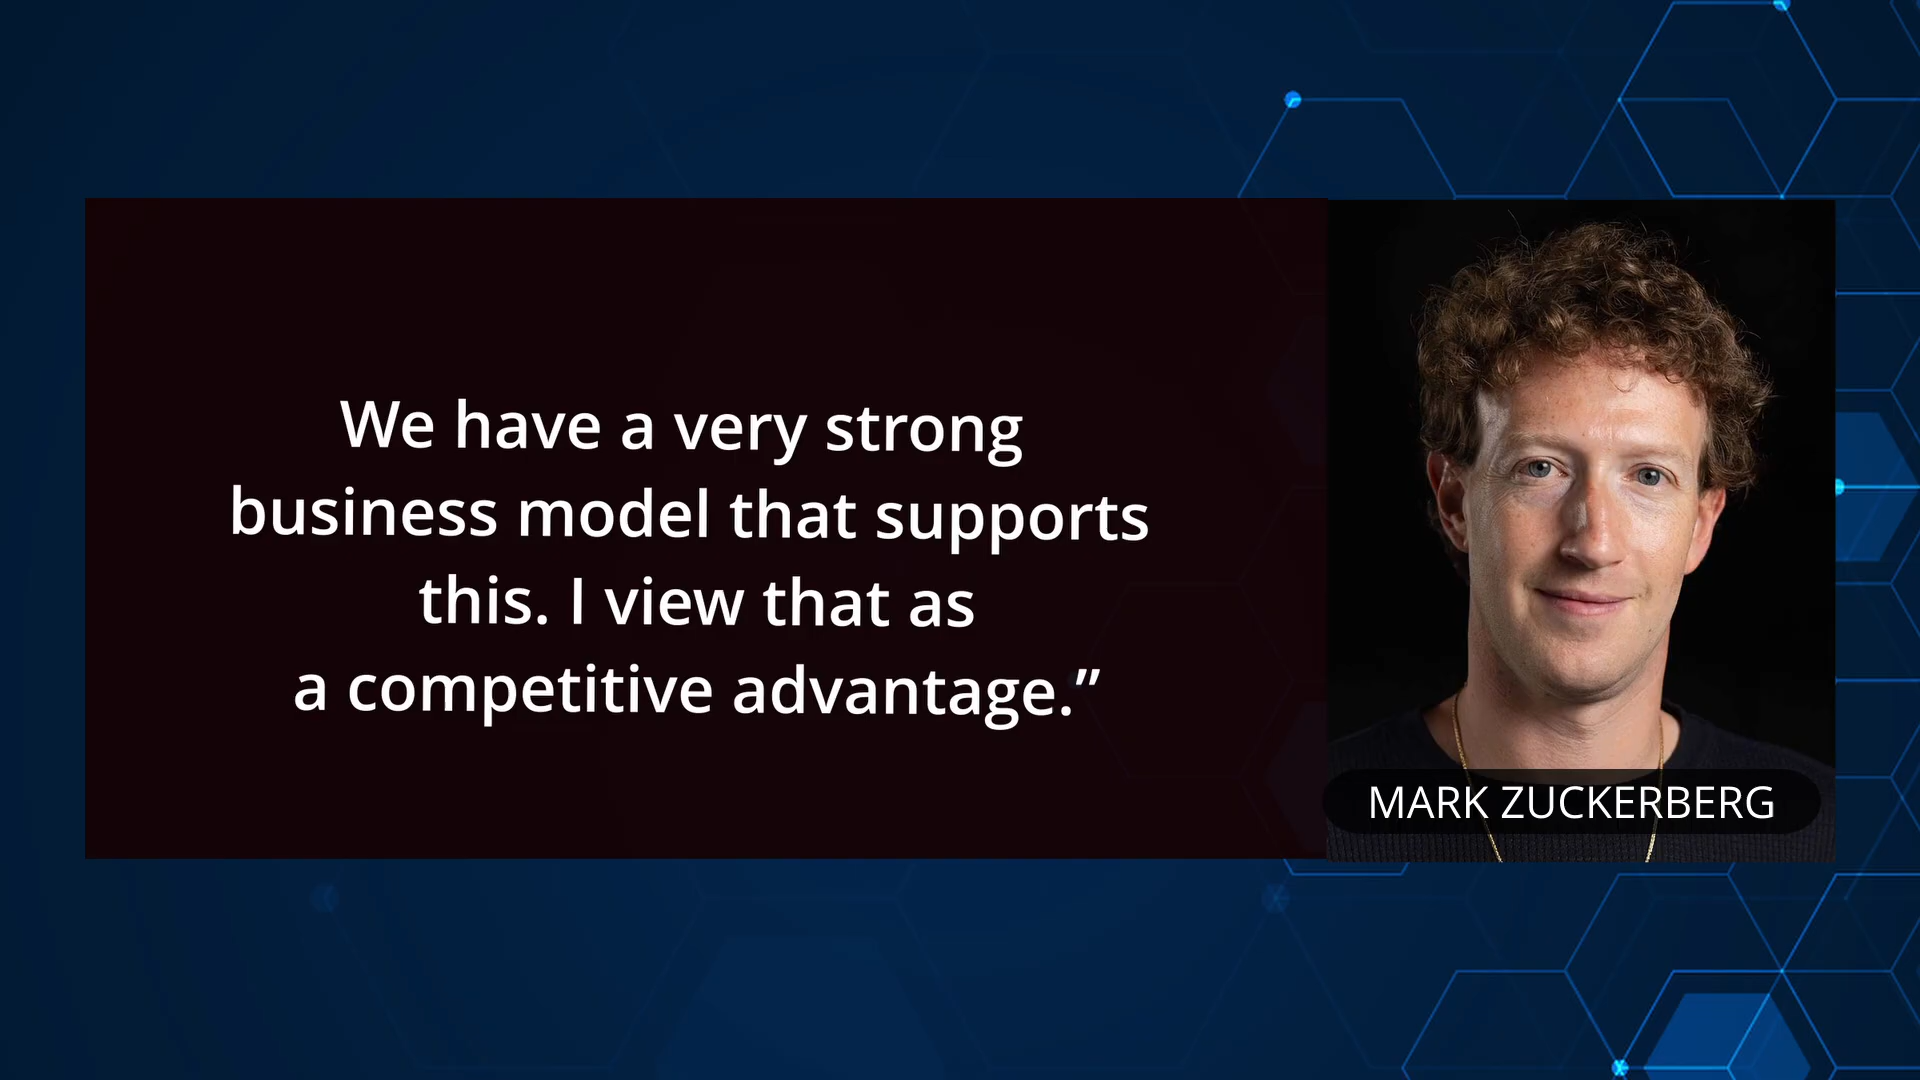 We have a very strong
business model that supports
this. I view that as
a competitive advantage.”
MARK ZUCKERBERG